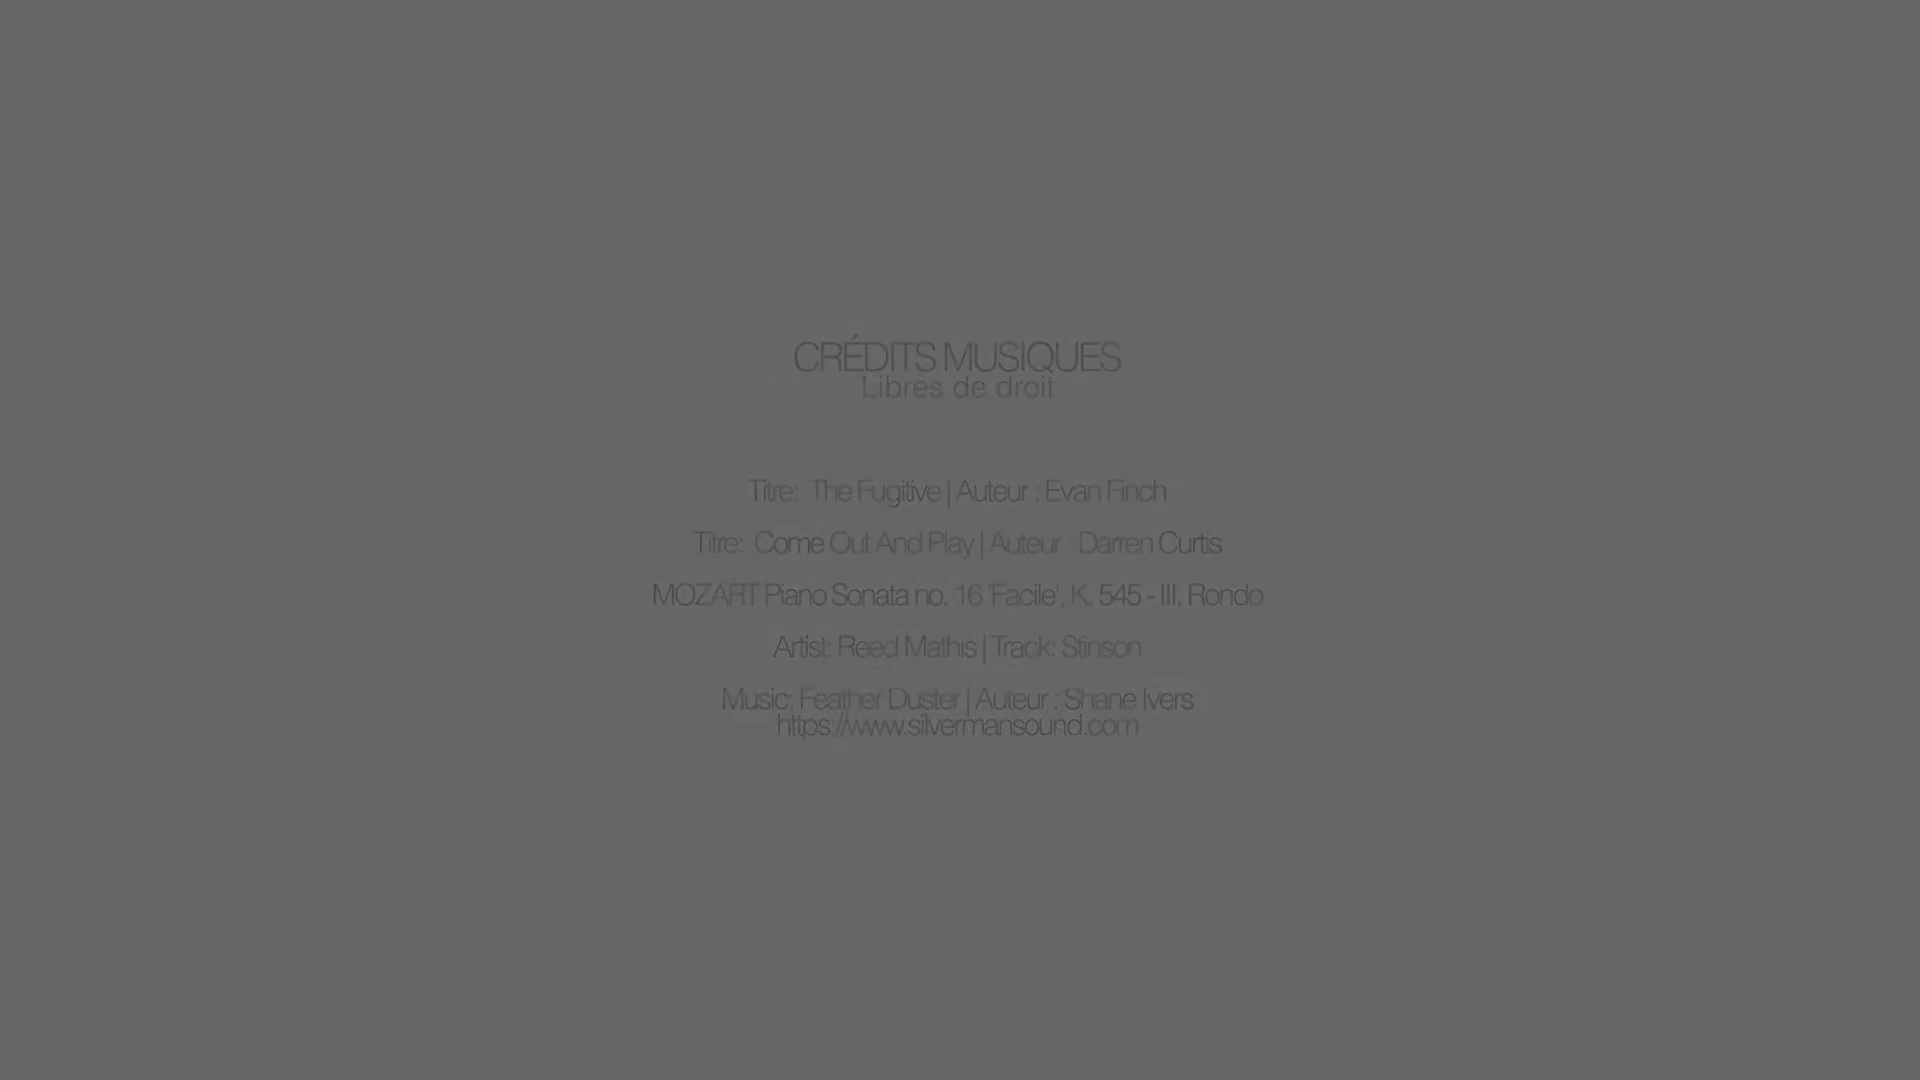 CRÉDITS MUSIQUES
Libres de droit
Titre: The Fugitive | Auteur : Evan Finch
Titre: Come Out And Play | Auteur : Darren Curtis
MOZART Piano Sonata no. 16 'Facile', K. 545 - III. Rondo
Artist: Reed Mathis | Track: Stinson
Music: Feather Duster | Auteur : Shane Ivers
https://www.silvermansound.com